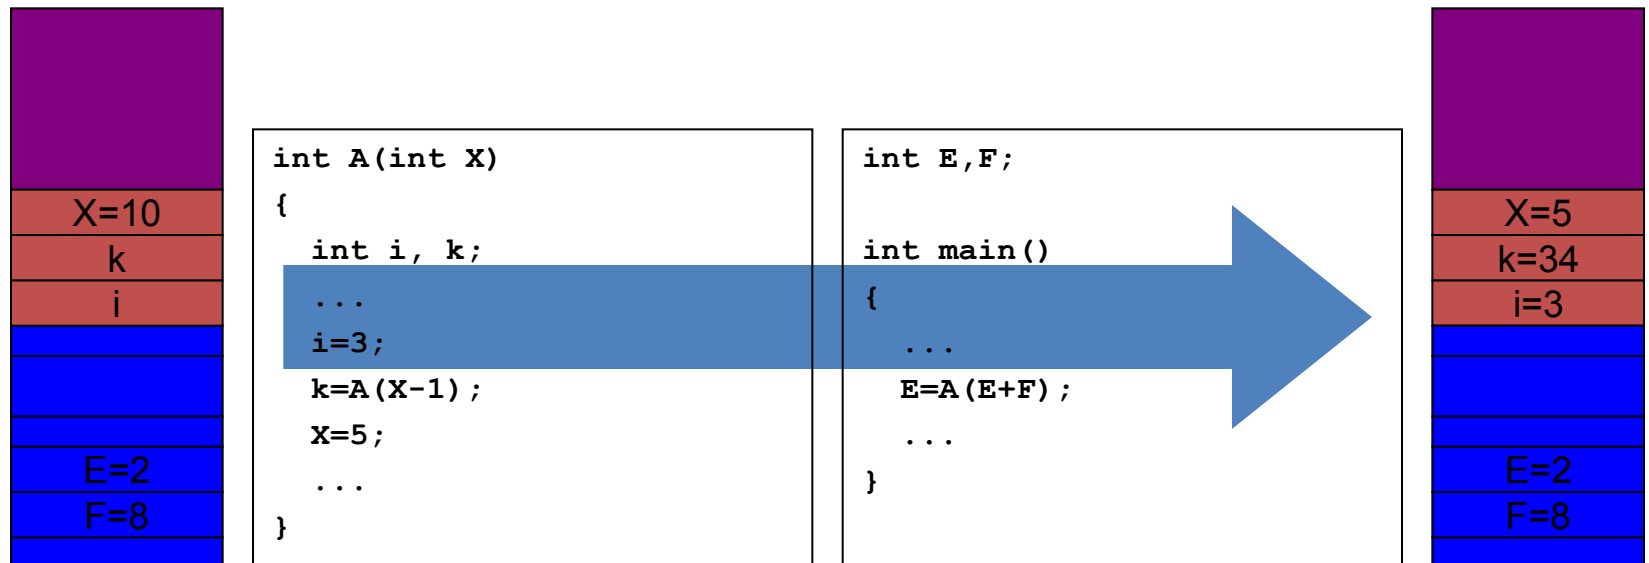 X=10
k
i
E=2
F=8
int A(int X)
{
int i, k;
...
i=3;
k=A(X-1);
X=5;
...
}
int E,F;
int main()
{
...
E=A(E+F);
...
}
X=5
k=34
i=3
E=2
F=8